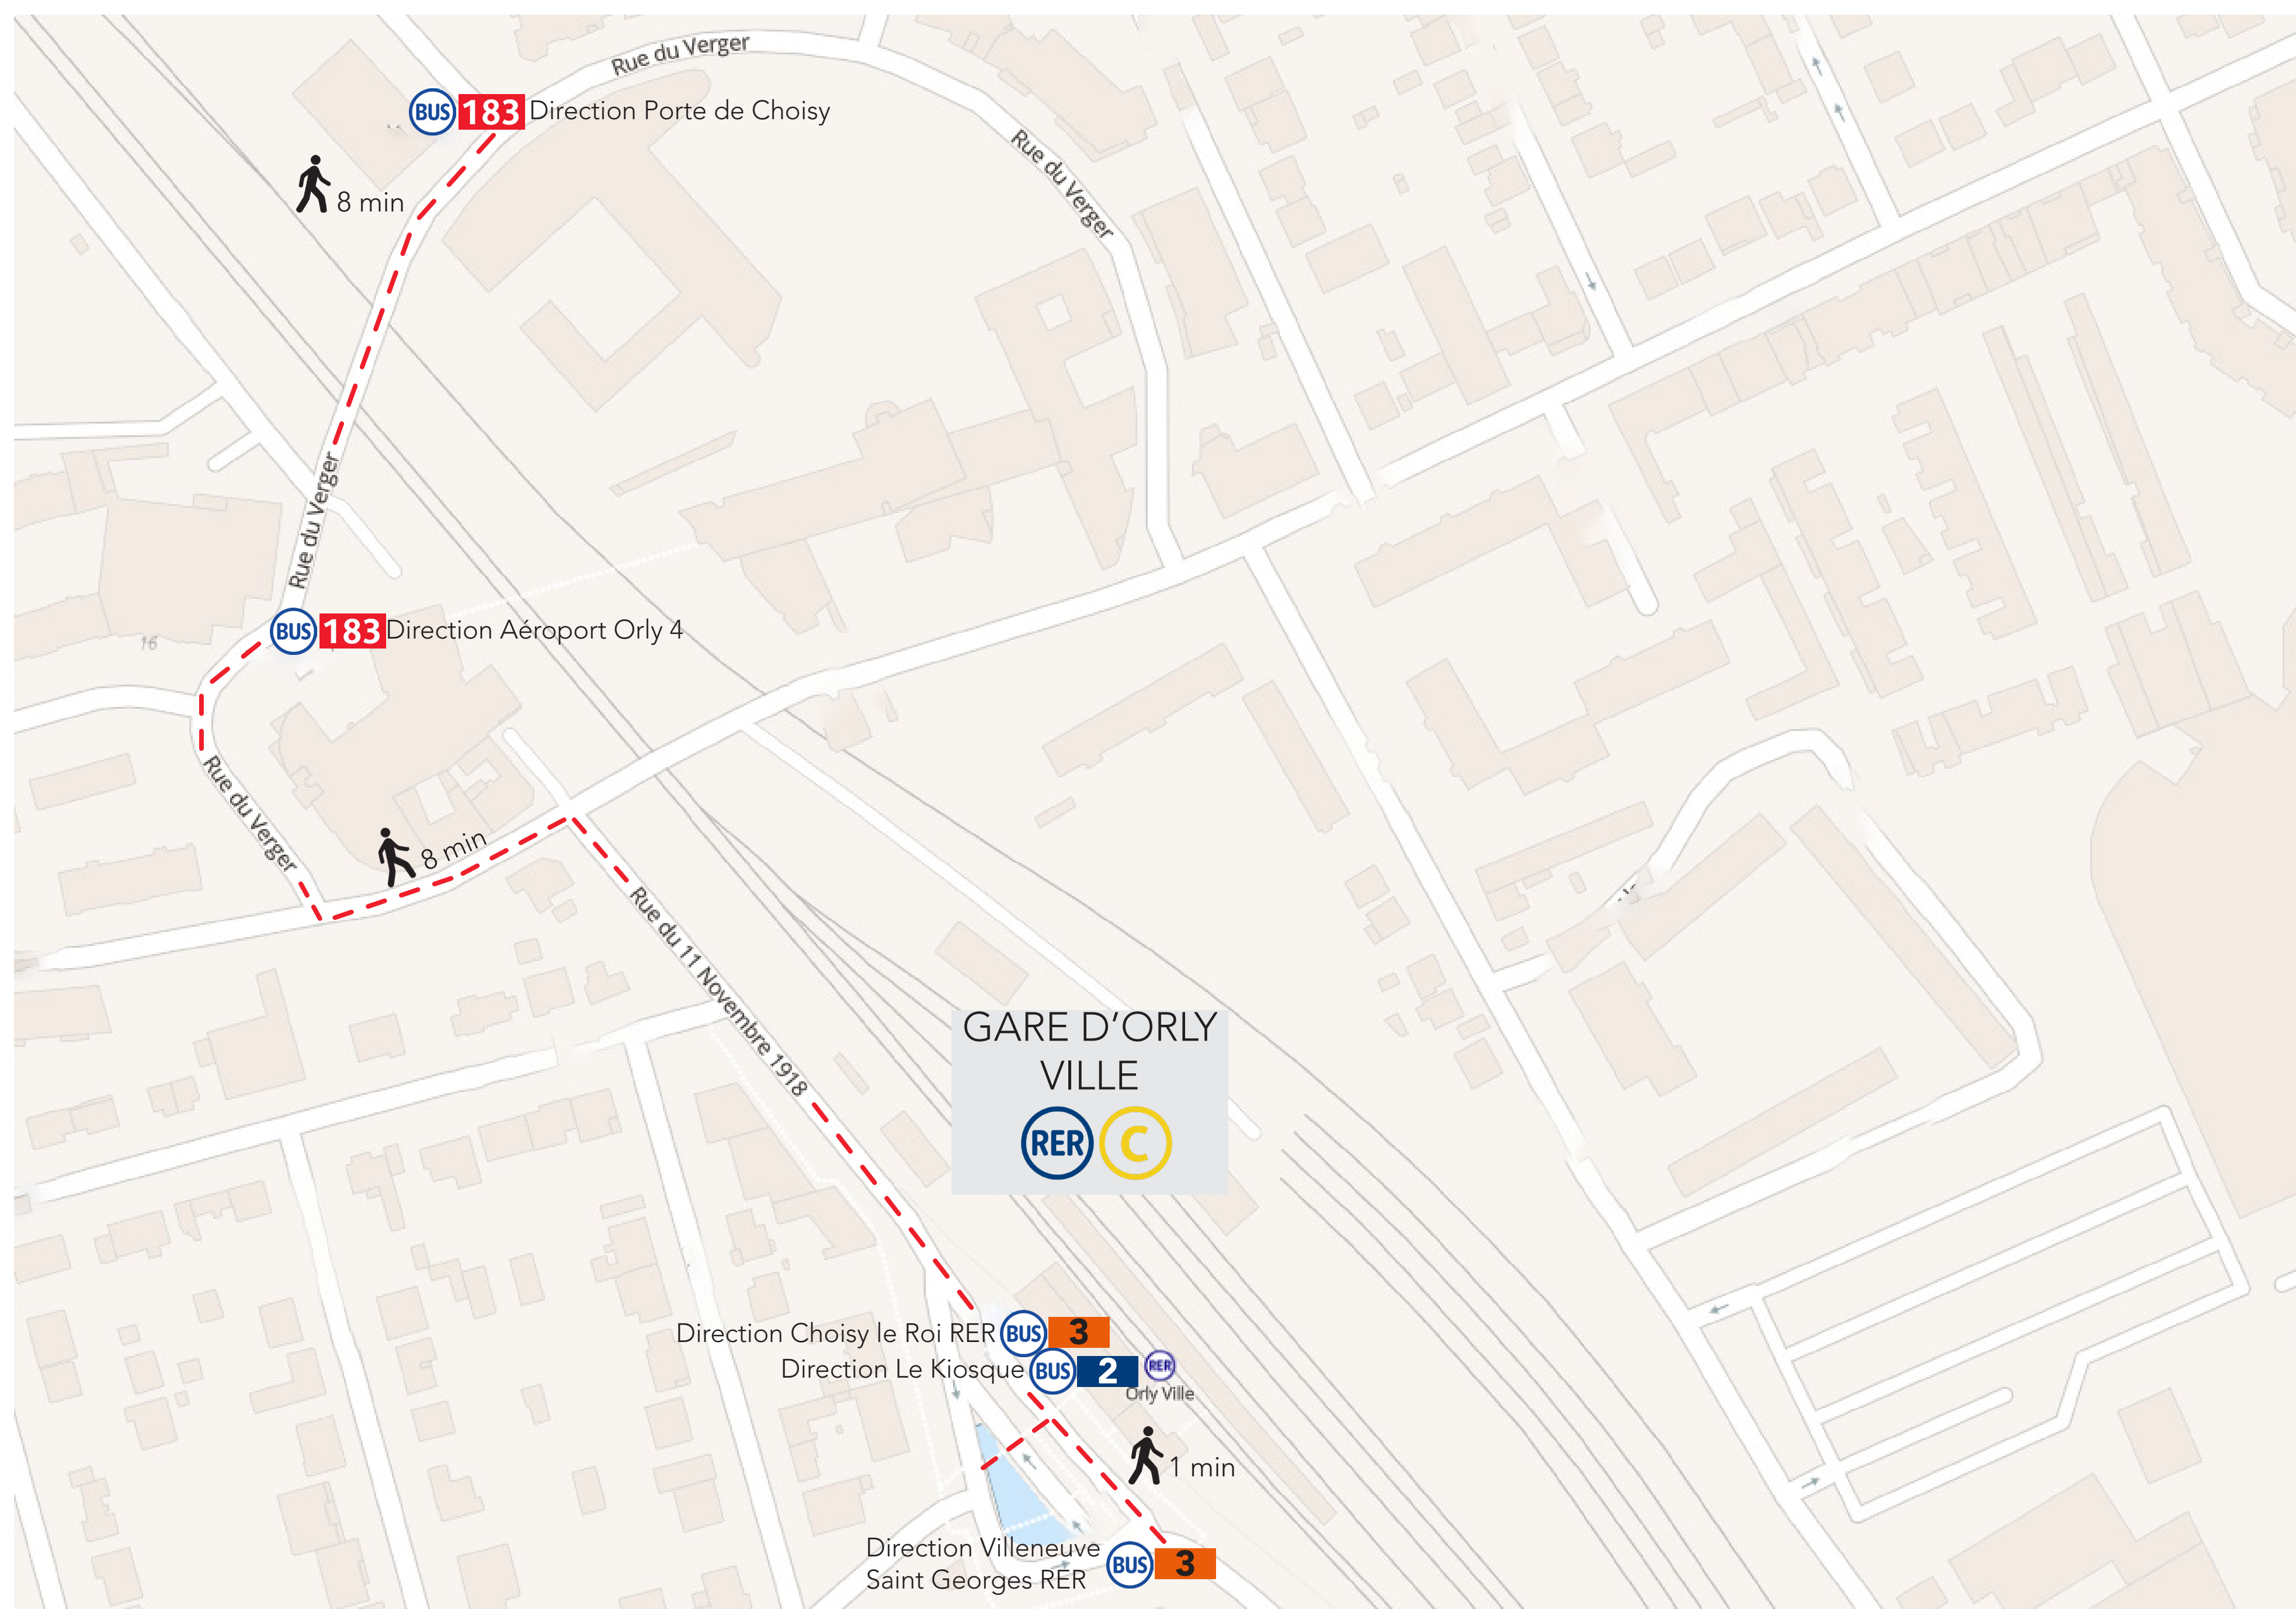 Rue du Verger
BUS 183 Direction Porte de Choisy
8 min
Rue du Verger
Rue du Verger
BUS 183 Direction Aéroport Orly 4
16
Rue du Verger
8 min
Rue du 11 Novembre 1918
GARE D’ORLY
VILLE
RER C
Direction Choisy le Roi RER BUS 3
Direction Le Kiosque BUS 2 RER
Orly Ville
1 min
Direction Villeneuve
Saint Georges RER BUS 3